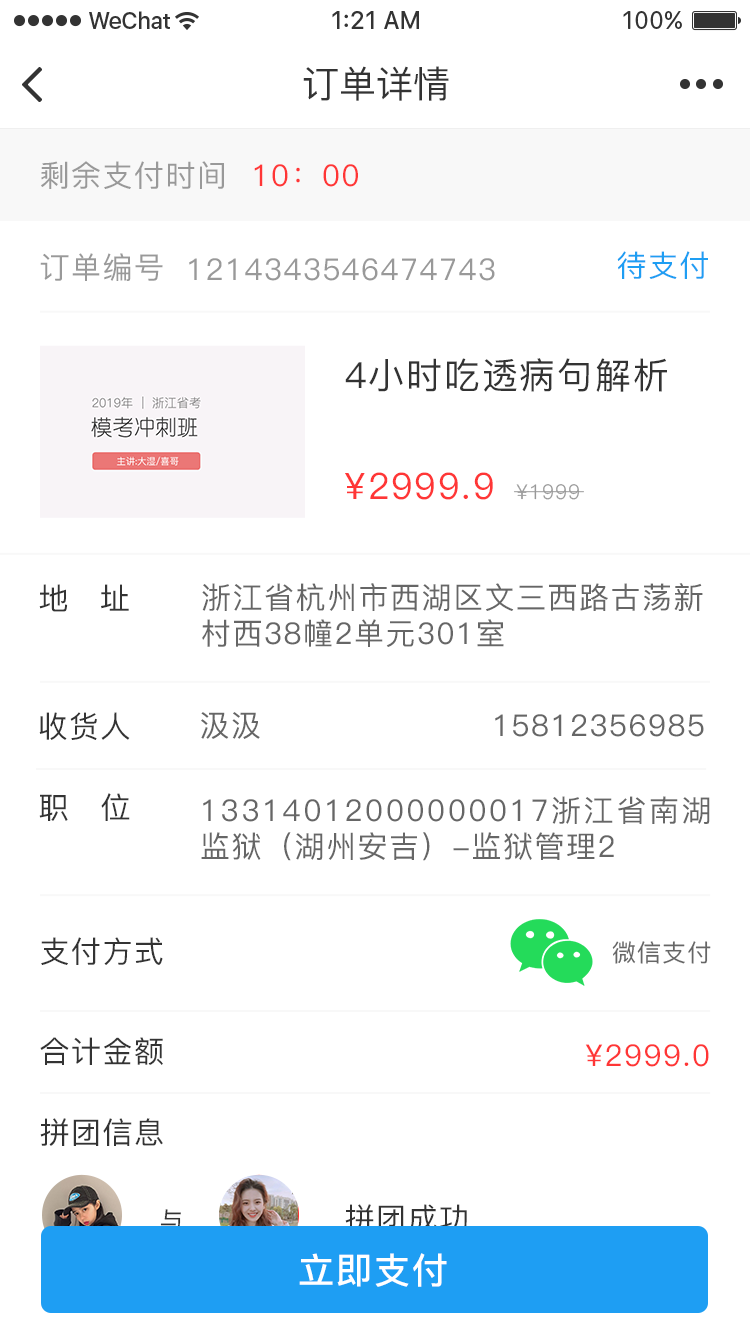 WeChat 1:21 AM 100%
订单详情
剩余支付时间 10：00
订单编号 1214343546474743 待支付
2019年 | 浙江省考
模考冲刺班
主讲:大湿/喜哥
4小时吃透病句解析
¥2999.9 ¥1999
地 址 浙江省杭州市西湖区文三西路古荡新
村西38幢2单元301室
收货人 汲汲 15812356985
职 位 13314012000000017浙江省南湖
监狱（湖州安吉）–监狱管理2
支付方式 微信支付
合计金额 ¥2999.0
拼团信息
与 拼团成功
立即支付